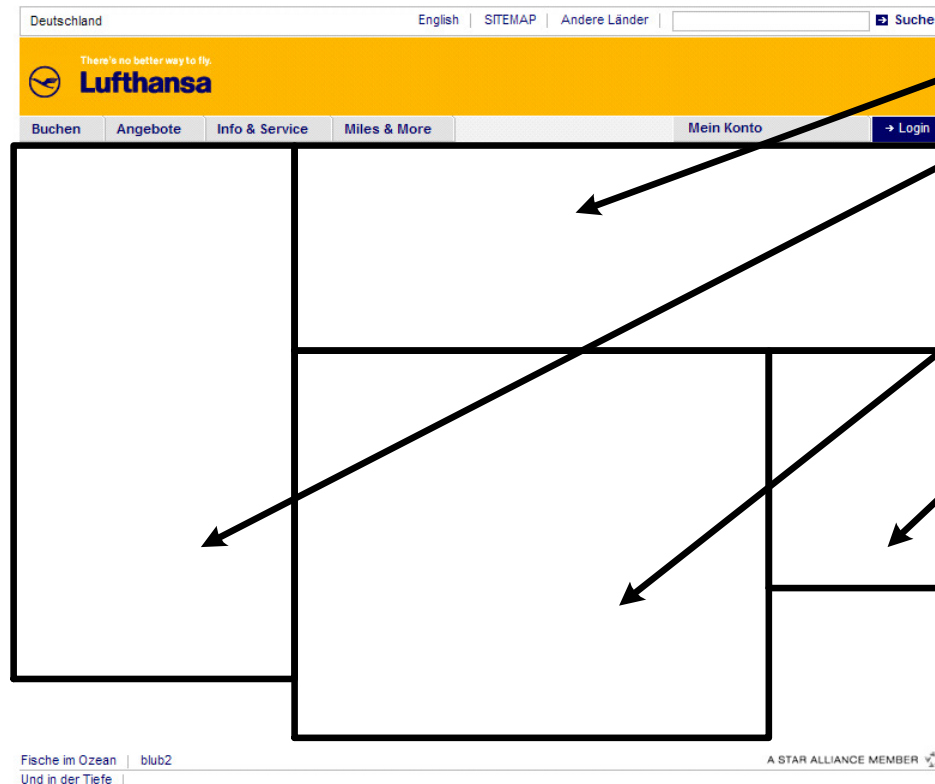 Deutschland English | SITEMAP | Andere Länder | Suche
There's no better way to fly.
Lufthansa
Buchen Angebote Info & Service Miles & More Mein Konto → Login
Fische im Ozean | blub2 A STAR ALLIANCE MEMBER
Und in der Tiefe |